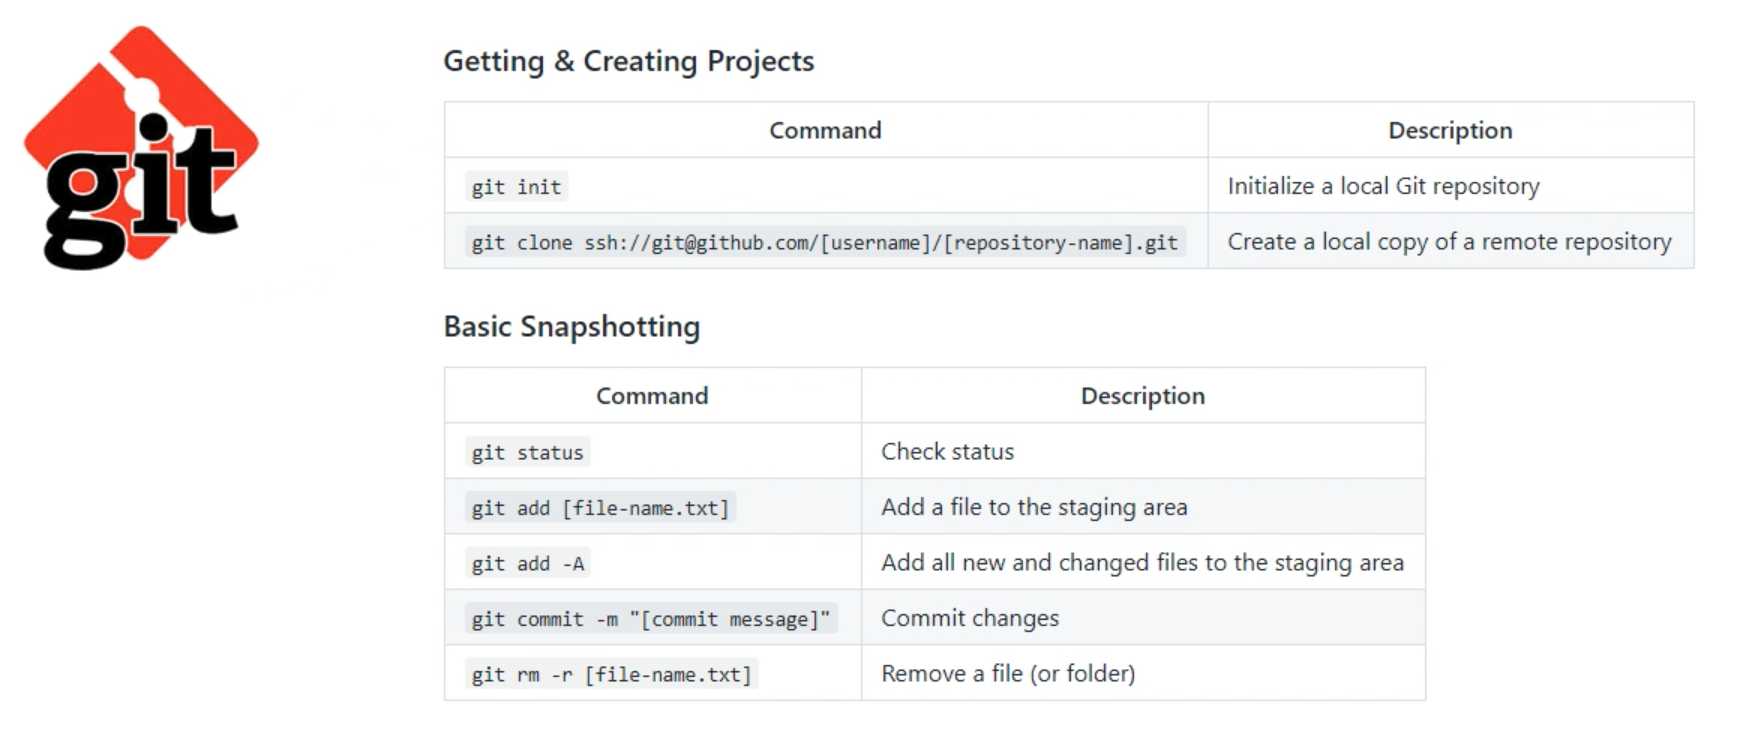 git
Getting & Creating Projects
Command Description
git init Initialize a local Git repository
git clone ssh://git@github.com/[username]/[repository-name].git Create a local copy of a remote repository
Basic Snapshotting
Command Description
git status Check status
git add [file-name.txt] Add a file to the staging area
git add -A Add all new and changed files to the staging area
git commit -m "[commit message]" Commit changes
git rm -r [file-name.txt] Remove a file (or folder)